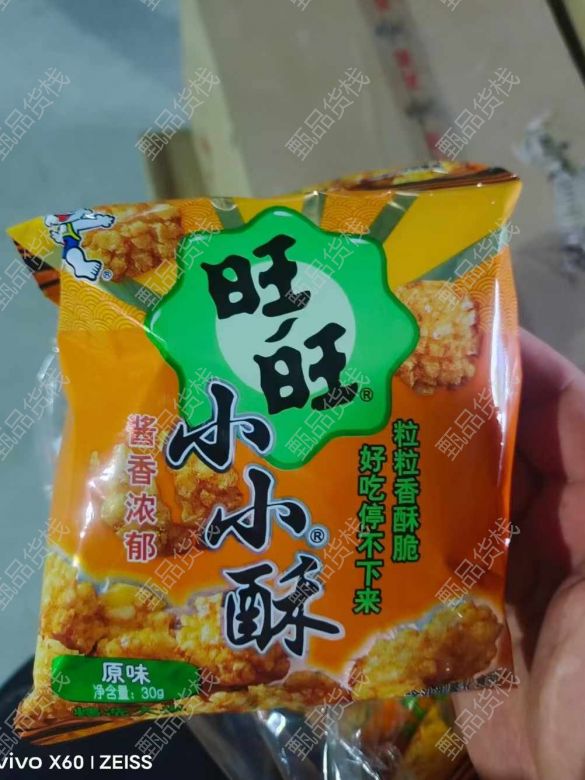 旺旺®
小小®酥
酱香浓郁
粒粒香酥脆
好吃停不下来
原味
净含量：30g
®
vivo X60 | ZEISS
甄品货栈